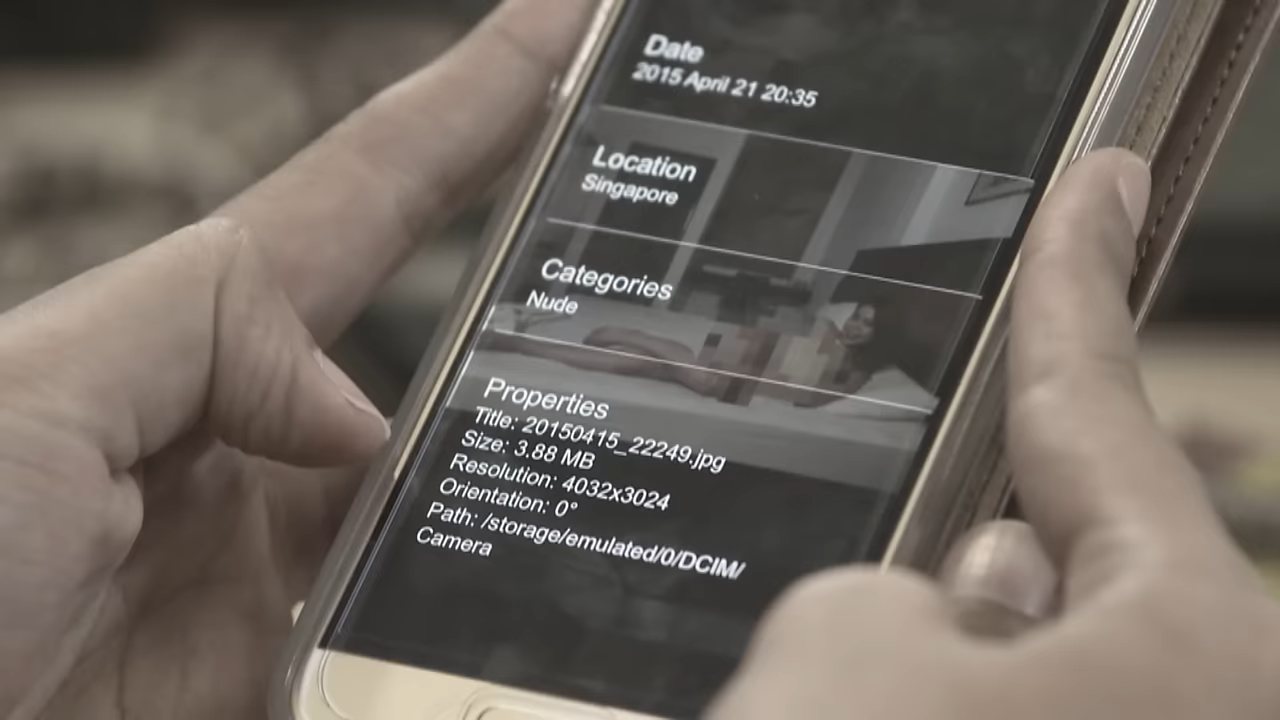 Date
2015 April 21 20:35
Location
Singapore
Categories
Nude
Properties
Title: 20150415_22249.jpg
Size: 3.88 MB
Resolution: 4032x3024
Orientation: 0°
Path: /storage/emulated/0/DCIM/
Camera